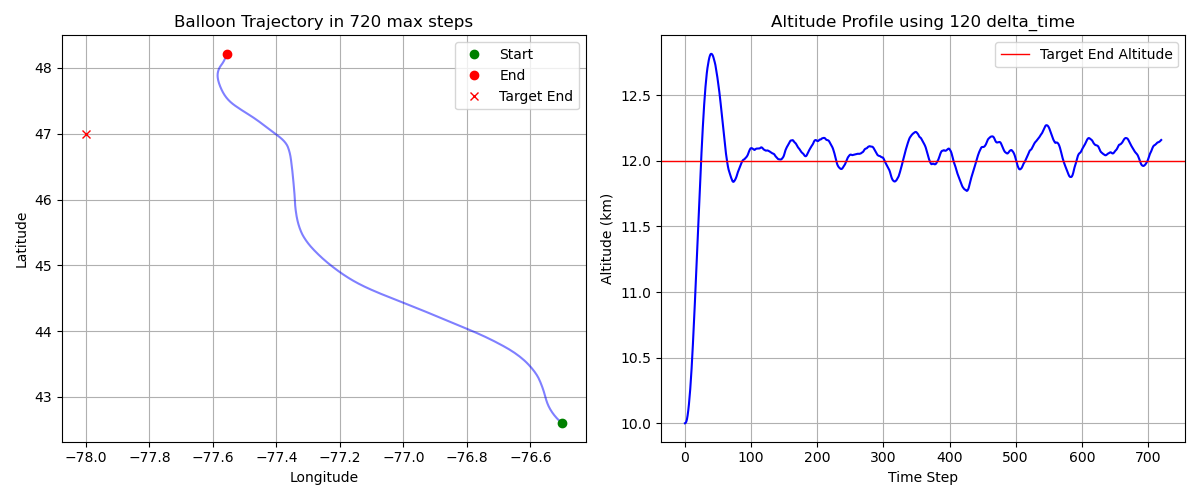 Balloon Trajectory in 720 max steps
Start
End
Target End
48
47
46
45
44
43
Latitude
−78.0 −77.8 −77.6 −77.4 −77.2 −77.0 −76.8 −76.6
Longitude
Altitude Profile using 120 delta_time
Target End Altitude
12.5
12.0
11.5
11.0
10.5
10.0
Altitude (km)
0 100 200 300 400 500 600 700
Time Step